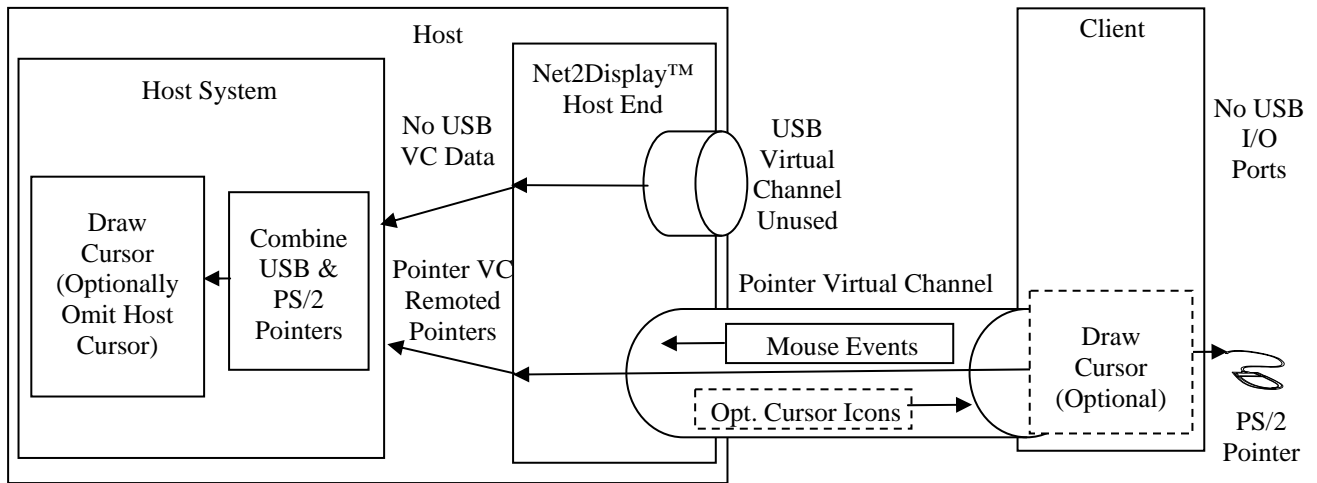 Host
Client
Host System
Net2Display™
Host End
No USB
VC Data
USB
Virtual
Channel
Unused
No USB
I/O
Ports
Draw
Cursor
(Optionally
Omit Host
Cursor)
Combine
USB &
PS/2
Pointers
Pointer VC
Remoted
Pointers
Pointer Virtual Channel
Mouse Events
Opt. Cursor Icons
Draw
Cursor
(Optional)
PS/2
Pointer